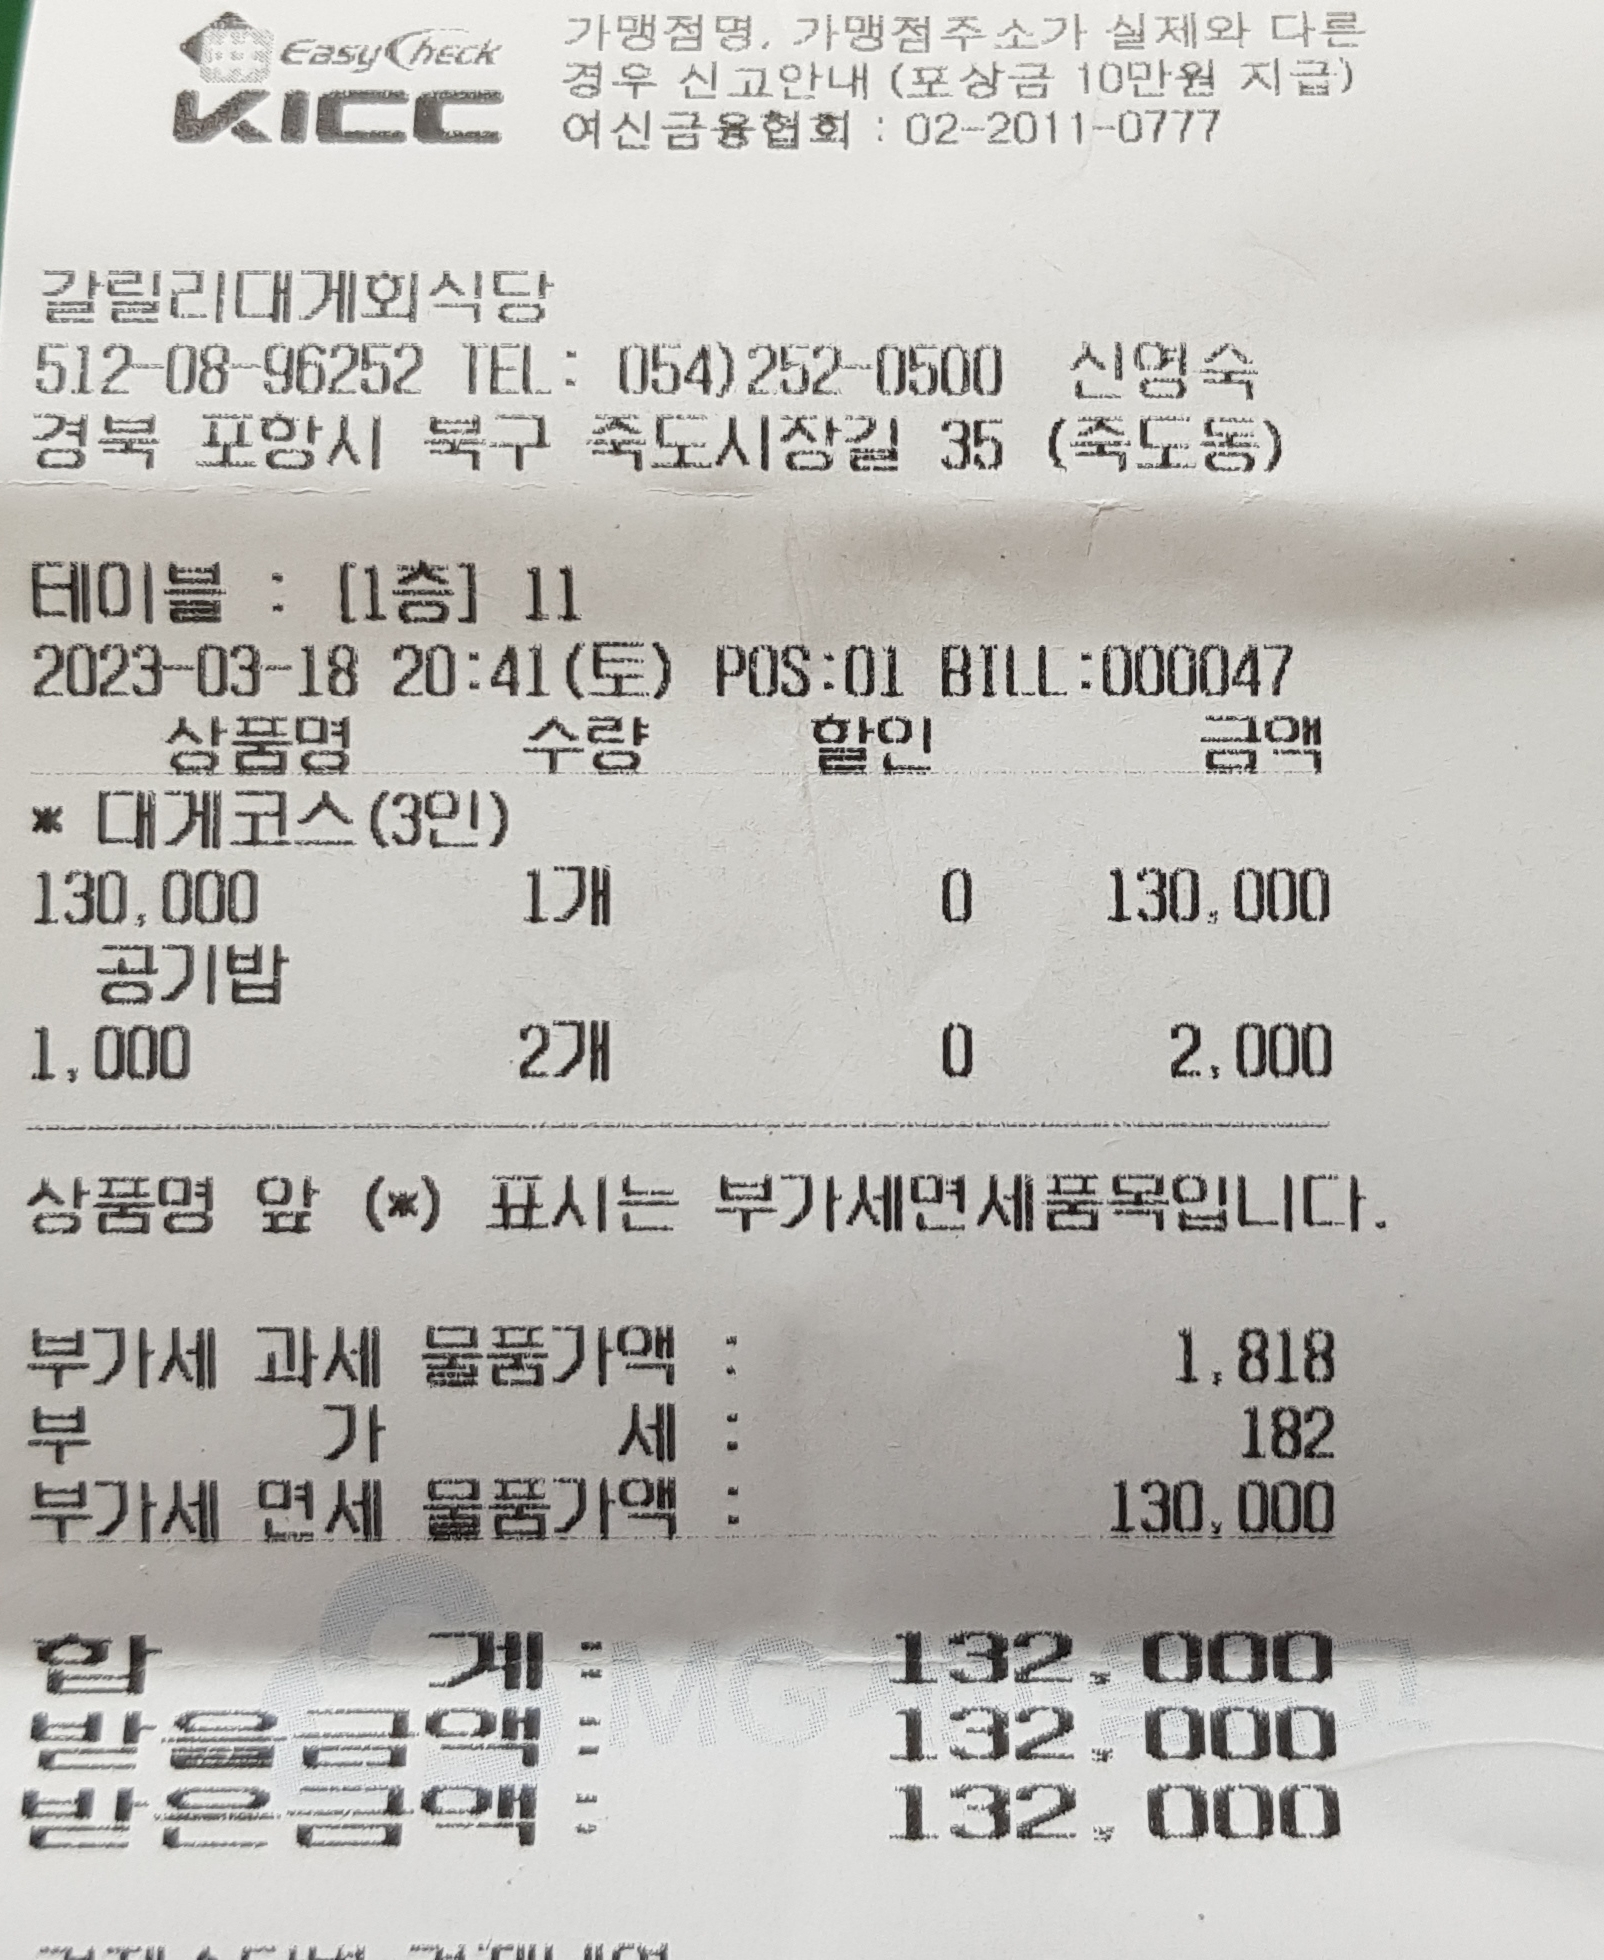 EasyCheck
KICC
가맹점명, 가맹점주소가 실제와 다른
경우 신고안내 (포상금 10만원 지급)
여신금융협회 : 02-2011-0777
갈릴리대게회식당
512-08-96252 TEL: 054)252-0500 신영숙
경북 포항시 북구 죽도시장길 35 (죽도동)
테이블 : [1층] 11
2023-03-18 20:41(토) POS:01 BILL:000047
상품명 수량 할인 금액
* 대게코스(3인)
130,000 1개 0 130,000
공기밥
1,000 2개 0 2,000
상품명 앞 (*) 표시는 부가세면세품목입니다.
부가세 과세 물품가액 : 1,818
부 가 세 : 182
부가세 면세 물품가액 : 130,000
합 계 : 132,000
받을금액 : 132,000
받은금액 : 132,000
MG새마을금고